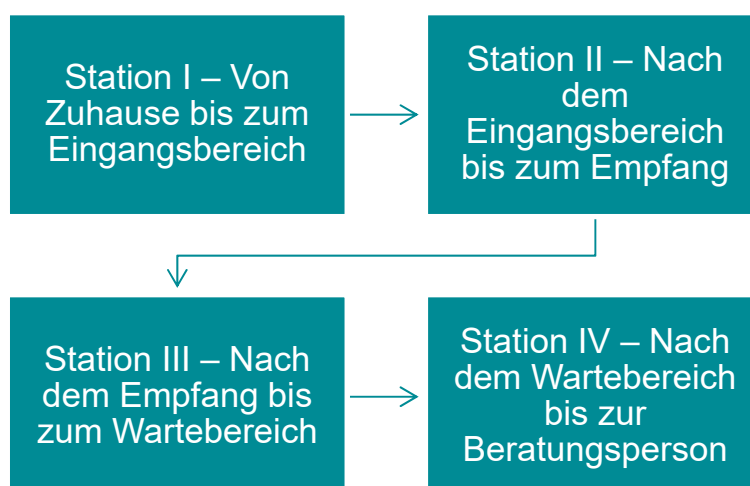 Station I – Von
Zuhause bis zum
Eingangsbereich
Station II – Nach
dem
Eingangsbereich
bis zum Empfang
Station III – Nach
dem Empfang bis
zum Wartebereich
Station IV – Nach
dem Wartebereich
bis zur
Beratungsperson